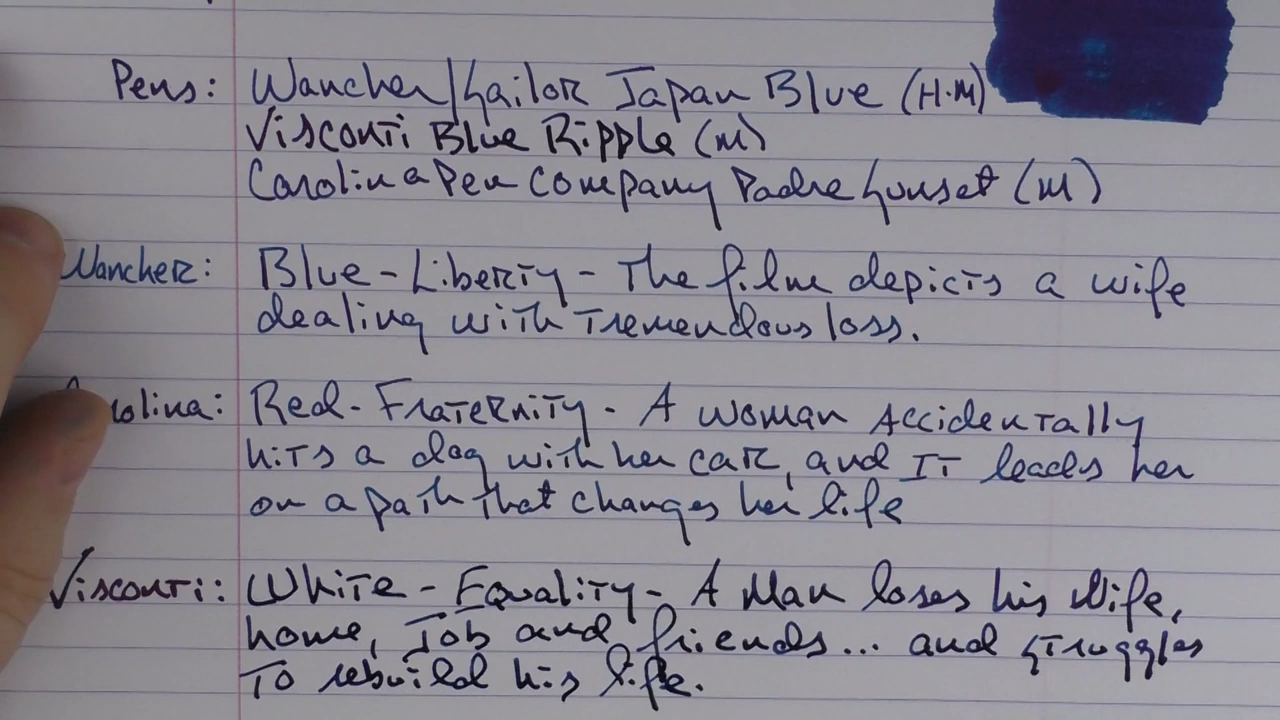 Pens: Wancher/Sailor Japan Blue (H·M)
Visconti Blue Ripple (M)
Carolina Pen Company Padre Sunset (M)
Wancher: Blue - Liberty - The film depicts a wife
dealing with tremendous loss.
Carolina: Red - Fraternity - A woman accidentally
hits a dog with her car, and it leads her
on a path that changes her life
Visconti: White - Equality - A man loses his wife,
home, job and friends... and struggles
to rebuild his life.